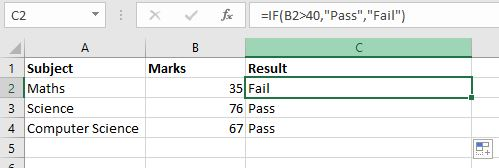 C2 fx =IF(B2>40,"Pass","Fail")
A B C
1 Subject Marks Result
2 Maths 35 Fail
3 Science 76 Pass
4 Computer Science 67 Pass
5